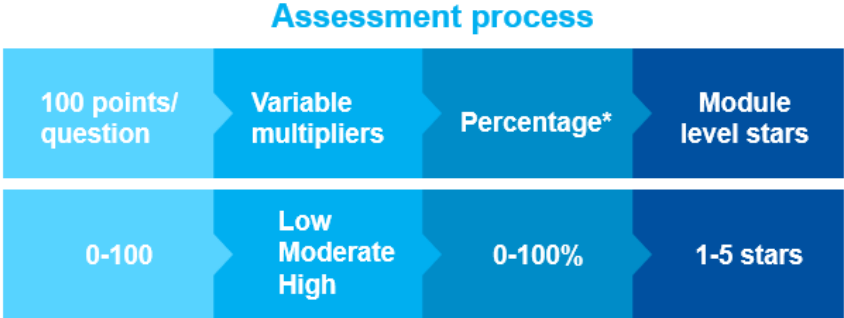 Assessment process
100 points/
question
Variable
multipliers
Percentage*
Module
level stars
0-100
Low
Moderate
High
0-100%
1-5 stars